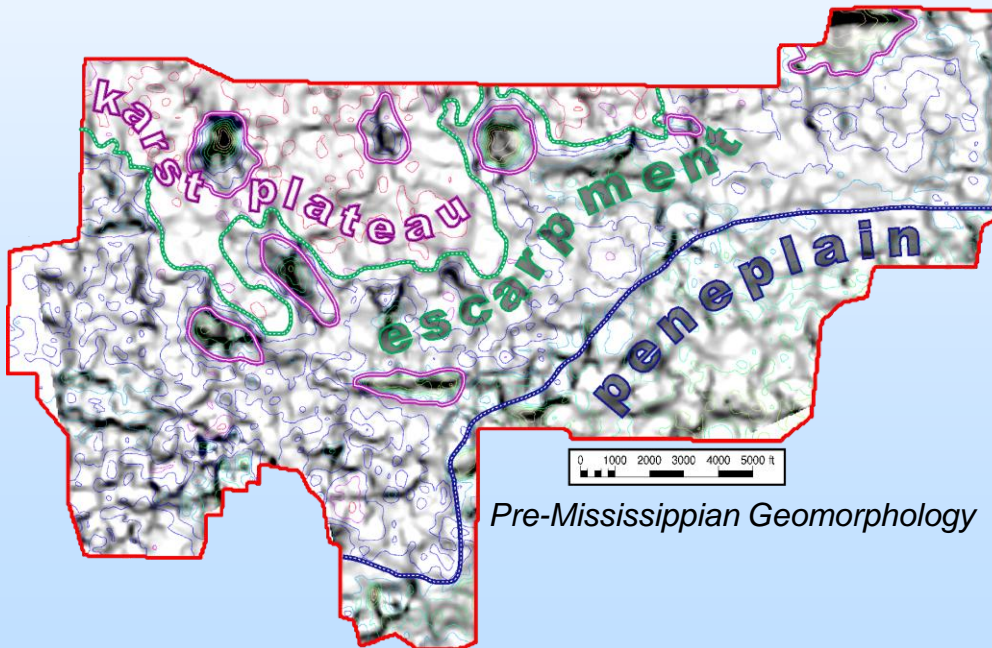 karst plateau
escarpment
peneplain
0 1000 2000 3000 4000 5000 ft
Pre-Mississippian Geomorphology